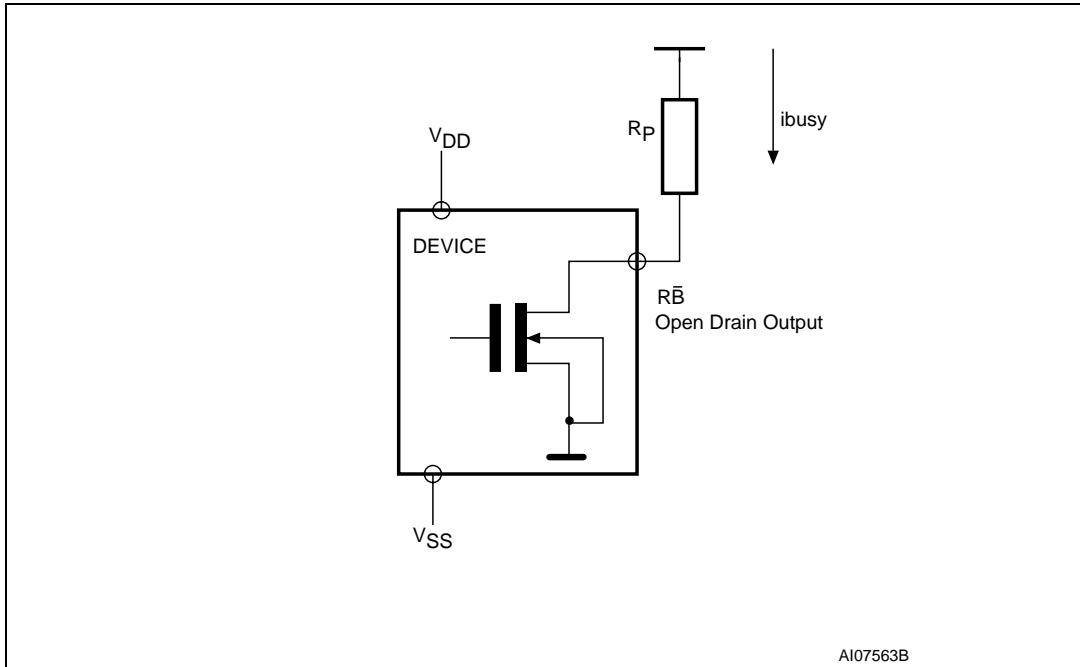 ibusy
RP
VDD
DEVICE
RB̄
Open Drain Output
VSS
AI07563B